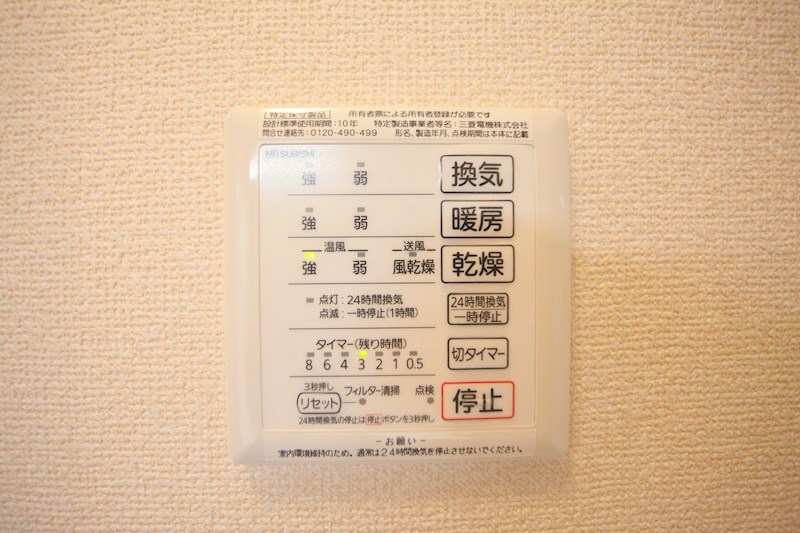 特定保守製品 所有者票による所有者登録が必要です
設計標準使用期間:10年 特定製造事業者等名:三菱電機株式会社
問合せ連絡先:0120-490-499 形名、製造年月、点検期間は本体に記載
MITSUBISHI
強 弱 換気
強 弱 暖房
温風 送風
強 弱 風乾燥 乾燥
点灯:24時間換気
点滅:一時停止(1時間)
24時間換気
一時停止
タイマー(残り時間)
8 6 4 3 2 1 0.5
切タイマー
3秒押し
リセット フィルター清掃 点検
停止
24時間換気の停止は停止ボタンを3秒押し
-お願い-
室内環境維持のため、通常は24時間換気を停止させないでください。